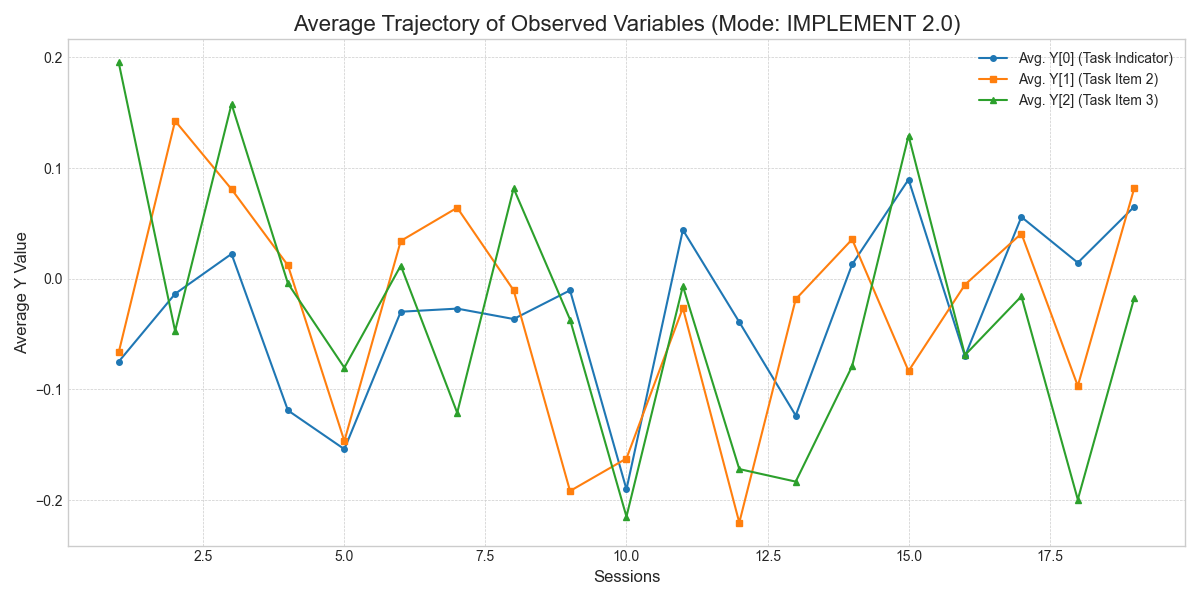 Average Trajectory of Observed Variables (Mode: IMPLEMENT 2.0)
Avg. Y[0] (Task Indicator)
Avg. Y[1] (Task Item 2)
Avg. Y[2] (Task Item 3)
Average Y Value
0.2
0.1
0.0
−0.1
−0.2
2.5 5.0 7.5 10.0 12.5 15.0 17.5
Sessions